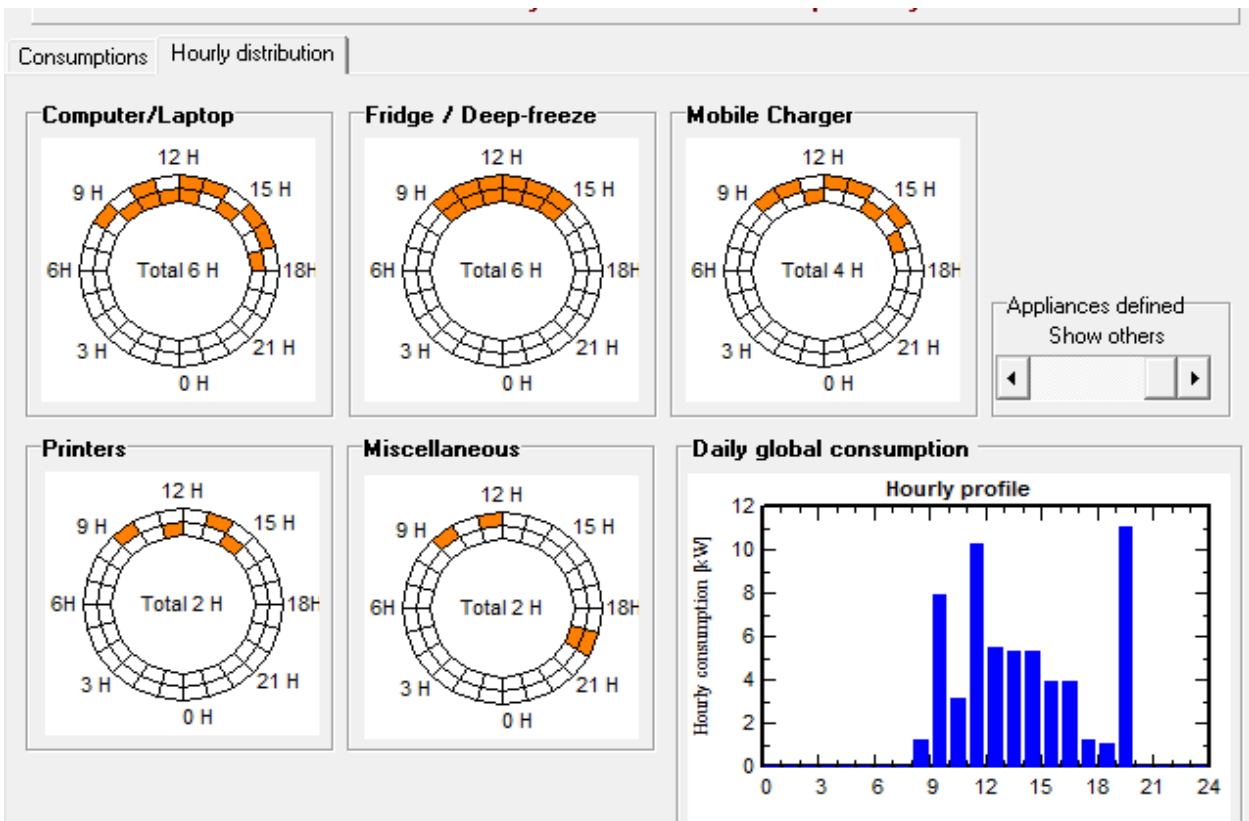 Consumptions
Hourly distribution
Computer/Laptop
12 H
9 H
15 H
6H
Total 6 H
18H
3 H
21 H
0 H
Fridge / Deep-freeze
12 H
9 H
15 H
6H
Total 6 H
18H
3 H
21 H
0 H
Mobile Charger
12 H
9 H
15 H
6H
Total 4 H
18H
3 H
21 H
0 H
Appliances defined
Show others
Printers
12 H
9 H
15 H
6H
Total 2 H
18H
3 H
21 H
0 H
Miscellaneous
12 H
9 H
15 H
6H
Total 2 H
18H
3 H
21 H
0 H
Daily global consumption
Hourly profile
Hourly consumption [kW]
12
10
8
6
4
2
0
0 3 6 9 12 15 18 21 24